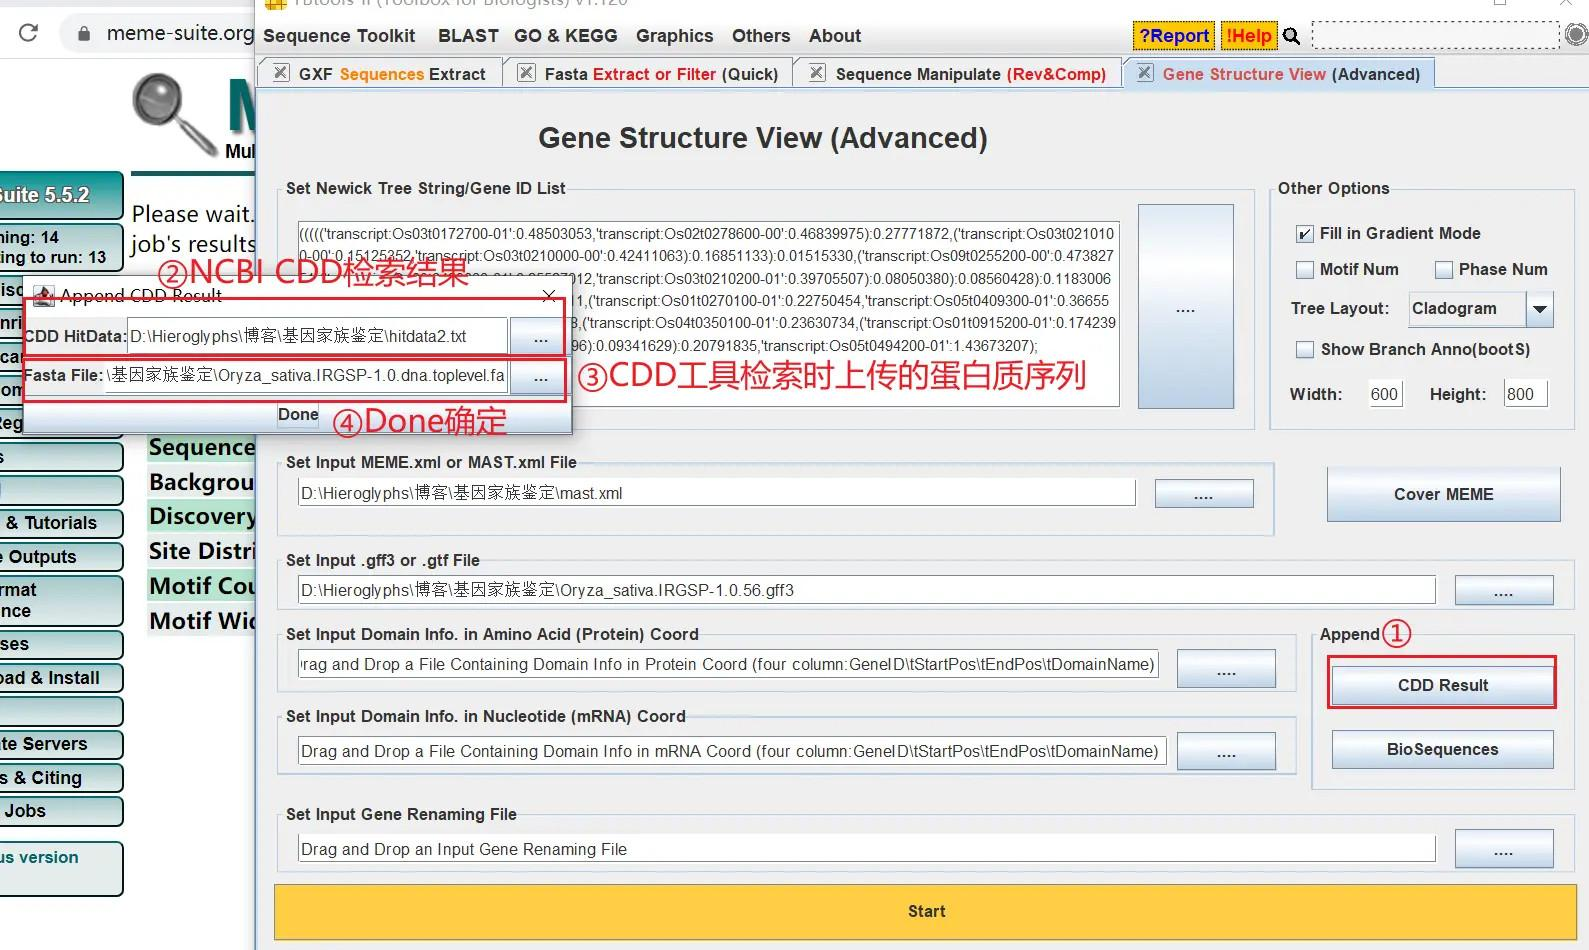 TBtools-II (Toolbox for Biologists) v1.120
meme-suite.org
Sequence Toolkit BLAST GO & KEGG Graphics Others About
?Report !Help
GXF Sequences Extract
Fasta Extract or Filter (Quick)
Sequence Manipulate (Rev&Comp)
Gene Structure View (Advanced)
M
Mul
Suite 5.5.2
Please wait.
job's results
Gene Structure View (Advanced)
Set Newick Tree String/Gene ID List
((((('transcript:Os03t0172700-01':0.48503053,'transcript:Os02t0278600-00':0.46839975):0.27771872,('transcript:Os03t021010
0-00':0.15125352,'transcript:Os03t0210000-00':0.42411063):0.16851133):0.01515330,('transcript:Os09t0255200-00':0.473827
012,'transcript:Os03t0210200-01':0.39705507):0.08050380):0.08560428):0.1183006
11,('transcript:Os01t0270100-01':0.22750454,'transcript:Os05t0409300-01':0.36655
8,('transcript:Os04t0350100-01':0.23630734,('transcript:Os01t0915200-01':0.174239
96):0.09341629):0.20791835,'transcript:Os05t0494200-01':1.43673207);
....
Other Options
Fill in Gradient Mode
Motif Num Phase Num
Tree Layout: Cladogram
Show Branch Anno(bootS)
Width: 600 Height: 800
②NCBI CDD检索结果
Append CDD Result
CDD HitData: D:\Hieroglyphs\博客\基因家族鉴定\hitdata2.txt ...
Fasta File: \基因家族鉴定\Oryza_sativa.IRGSP-1.0.dna.toplevel.fa ...
③CDD工具检索时上传的蛋白质序列
Done
④Done确定
ning: 14
ting to run: 13
Sequence
Backgrou
Discovery
Site Distri
Motif Cou
Motif Wid
& Tutorials
e Outputs
rmat
nce
ses
oad & Install
te Servers
s & Citing
Jobs
us version
Set Input MEME.xml or MAST.xml File
D:\Hieroglyphs\博客\基因家族鉴定\mast.xml ....
Cover MEME
Set Input .gff3 or .gtf File
D:\Hieroglyphs\博客\基因家族鉴定\Oryza_sativa.IRGSP-1.0.56.gff3 ....
Set Input Domain Info. in Amino Acid (Protein) Coord
rag and Drop a File Containing Domain Info in Protein Coord (four column:GeneID\tStartPos\tEndPos\tDomainName) ....
Append ①
CDD Result
BioSequences
Set Input Domain Info. in Nucleotide (mRNA) Coord
Drag and Drop a File Containing Domain Info in mRNA Coord (four column:GeneID\tStartPos\tEndPos\tDomainName) ....
Set Input Gene Renaming File
Drag and Drop an Input Gene Renaming File ....
Start